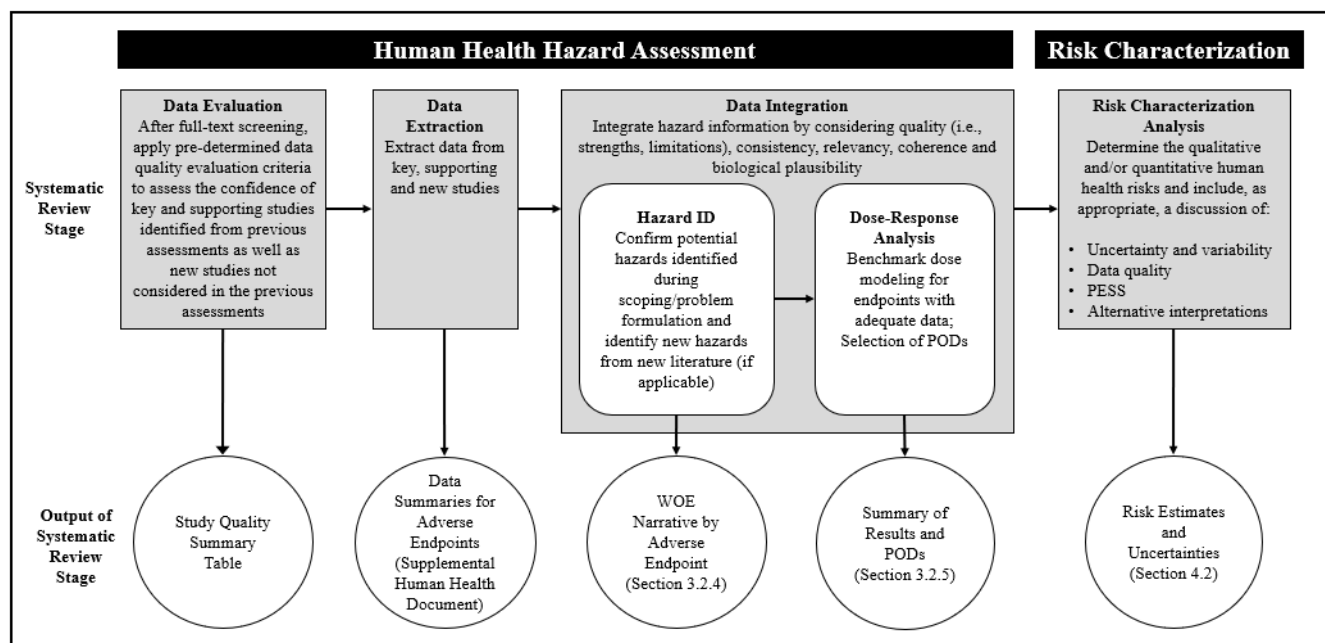 Human Health Hazard Assessment
Risk Characterization
Systematic
Review
Stage
Data Evaluation
After full-text screening,
apply pre-determined data
quality evaluation criteria
to assess the confidence of
key and supporting studies
identified from previous
assessments as well as
new studies not
considered in the previous
assessments
Data
Extraction
Extract data from
key, supporting
and new studies
Data Integration
Integrate hazard information by considering quality (i.e.,
strengths, limitations), consistency, relevancy, coherence and
biological plausibility
Hazard ID
Confirm potential
hazards identified
during
scoping/problem
formulation and
identify new hazards
from new literature (if
applicable)
Dose-Response
Analysis
Benchmark dose
modeling for
endpoints with
adequate data;
Selection of PODs
Risk Characterization
Analysis
Determine the qualitative
and/or quantitative human
health risks and include, as
appropriate, a discussion of:
• Uncertainty and variability
• Data quality
• PESS
• Alternative interpretations
Output of
Systematic
Review
Stage
Study Quality
Summary
Table
Data
Summaries for
Adverse
Endpoints
(Supplemental
Human Health
Document)
WOE
Narrative by
Adverse
Endpoint
(Section 3.2.4)
Summary of
Results and
PODs
(Section 3.2.5)
Risk Estimates
and
Uncertainties
(Section 4.2)